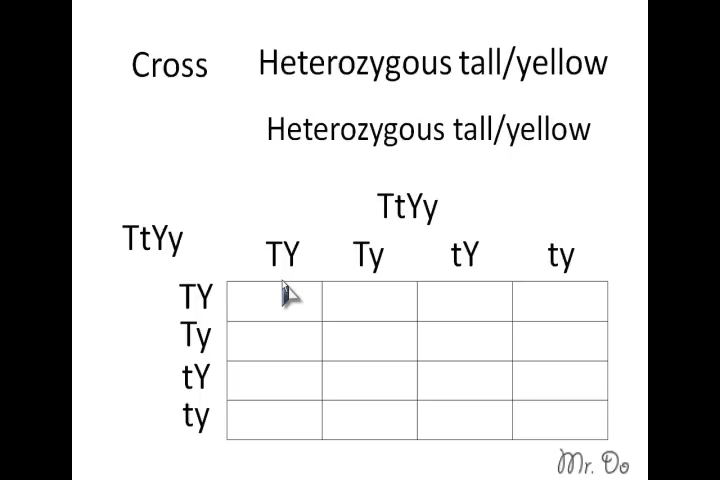 Cross Heterozygous tall/yellow
Heterozygous tall/yellow
TtYy
TtYy
TY Ty tY ty
TY
Ty
tY
ty
Mr. Do